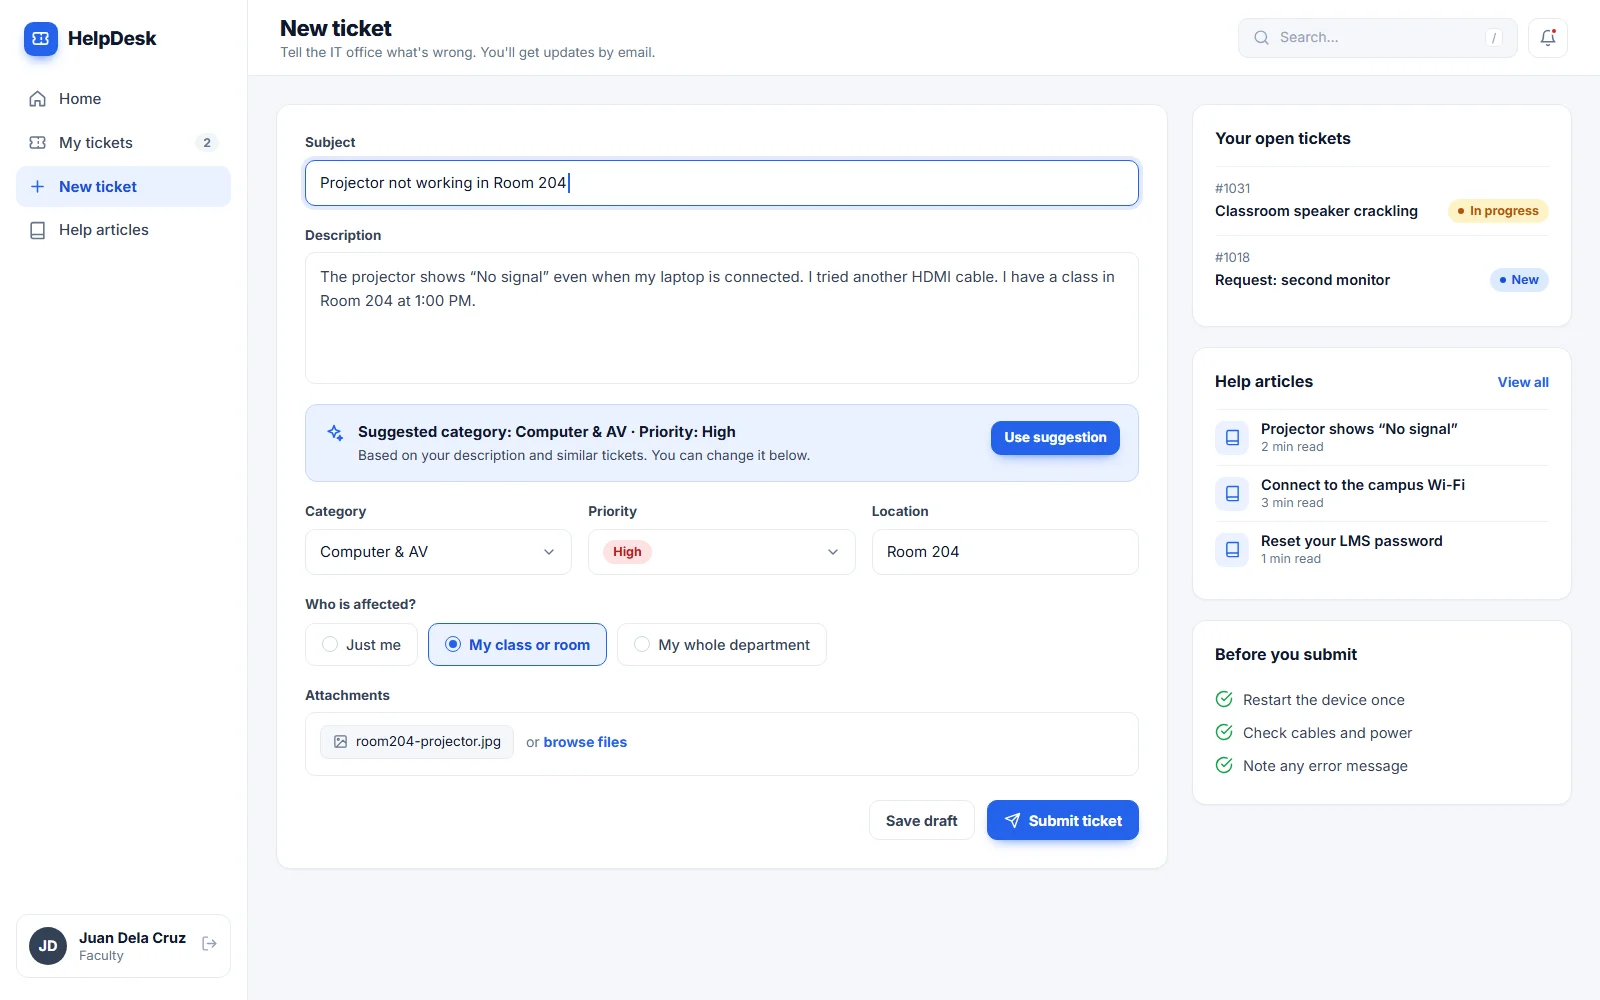 HelpDesk
Home
My tickets 2
New ticket
Help articles
JD
Juan Dela Cruz
Faculty
New ticket
Tell the IT office what's wrong. You'll get updates by email.
Search... /
Subject
Projector not working in Room 204
Description
The projector shows “No signal” even when my laptop is connected. I tried another HDMI cable. I have a class in
Room 204 at 1:00 PM.
Suggested category: Computer & AV · Priority: High
Based on your description and similar tickets. You can change it below.
Use suggestion
Category
Computer & AV
Priority
High
Location
Room 204
Who is affected?
Just me
My class or room
My whole department
Attachments
room204-projector.jpg or browse files
Save draft
Submit ticket
Your open tickets
#1031
Classroom speaker crackling
In progress
#1018
Request: second monitor
New
Help articles
View all
Projector shows “No signal”
2 min read
Connect to the campus Wi-Fi
3 min read
Reset your LMS password
1 min read
Before you submit
Restart the device once
Check cables and power
Note any error message